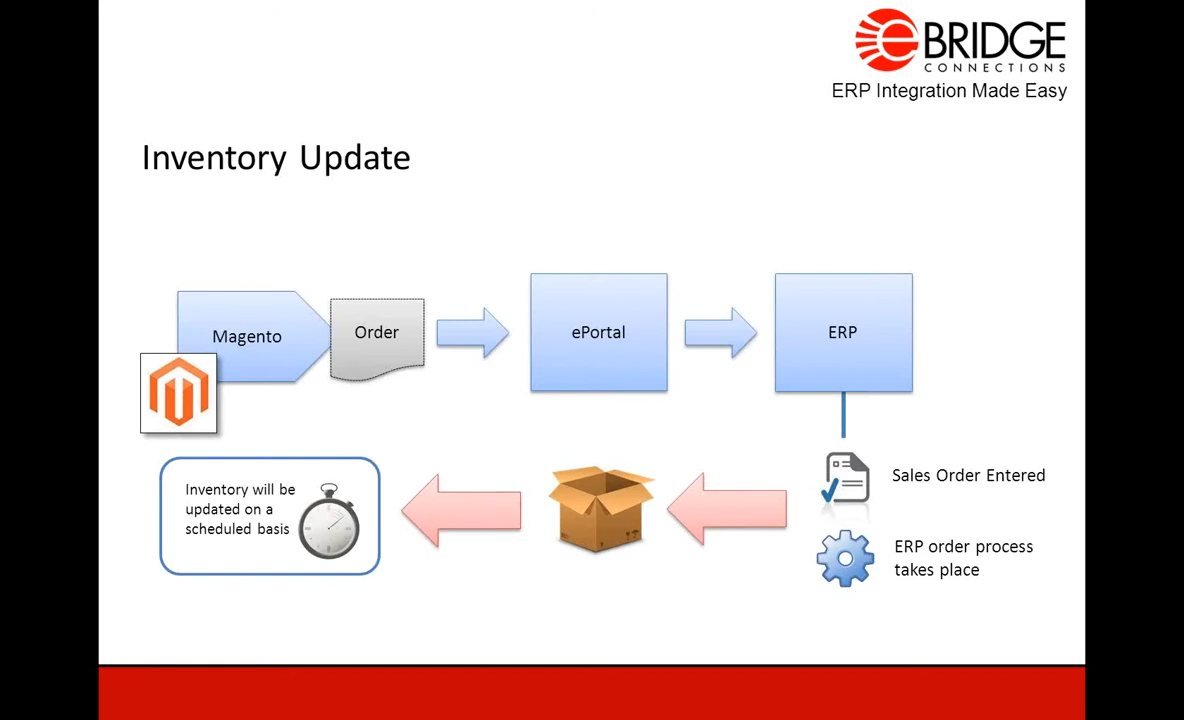 eBRIDGE
CONNECTIONS
ERP Integration Made Easy
Inventory Update
Magento
Order
ePortal
ERP
Sales Order Entered
ERP order process
takes place
Inventory will be
updated on a
scheduled basis